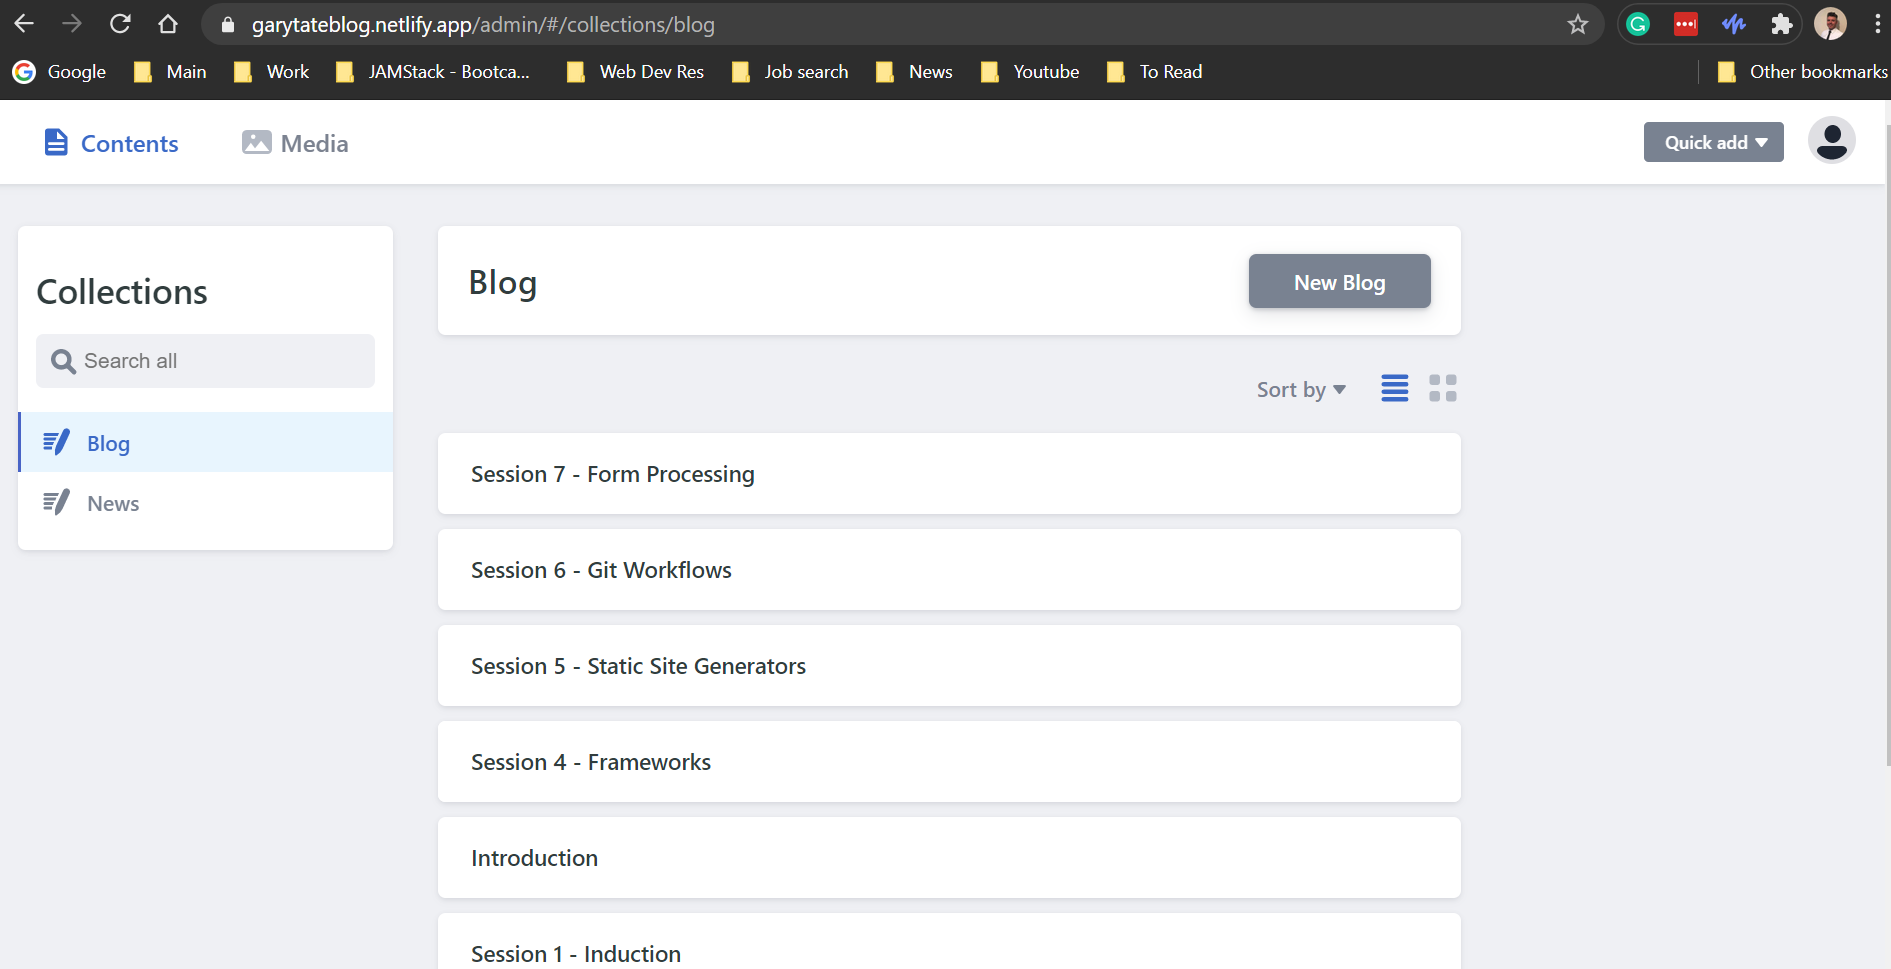 garytateblog.netlify.app/admin/#/collections/blog
Google Main Work JAMStack - Bootca... Web Dev Res Job search News Youtube To Read Other bookmarks
Contents Media Quick add
Collections
Search all
Blog
News
Blog New Blog
Sort by
Session 7 - Form Processing
Session 6 - Git Workflows
Session 5 - Static Site Generators
Session 4 - Frameworks
Introduction
Session 1 - Induction